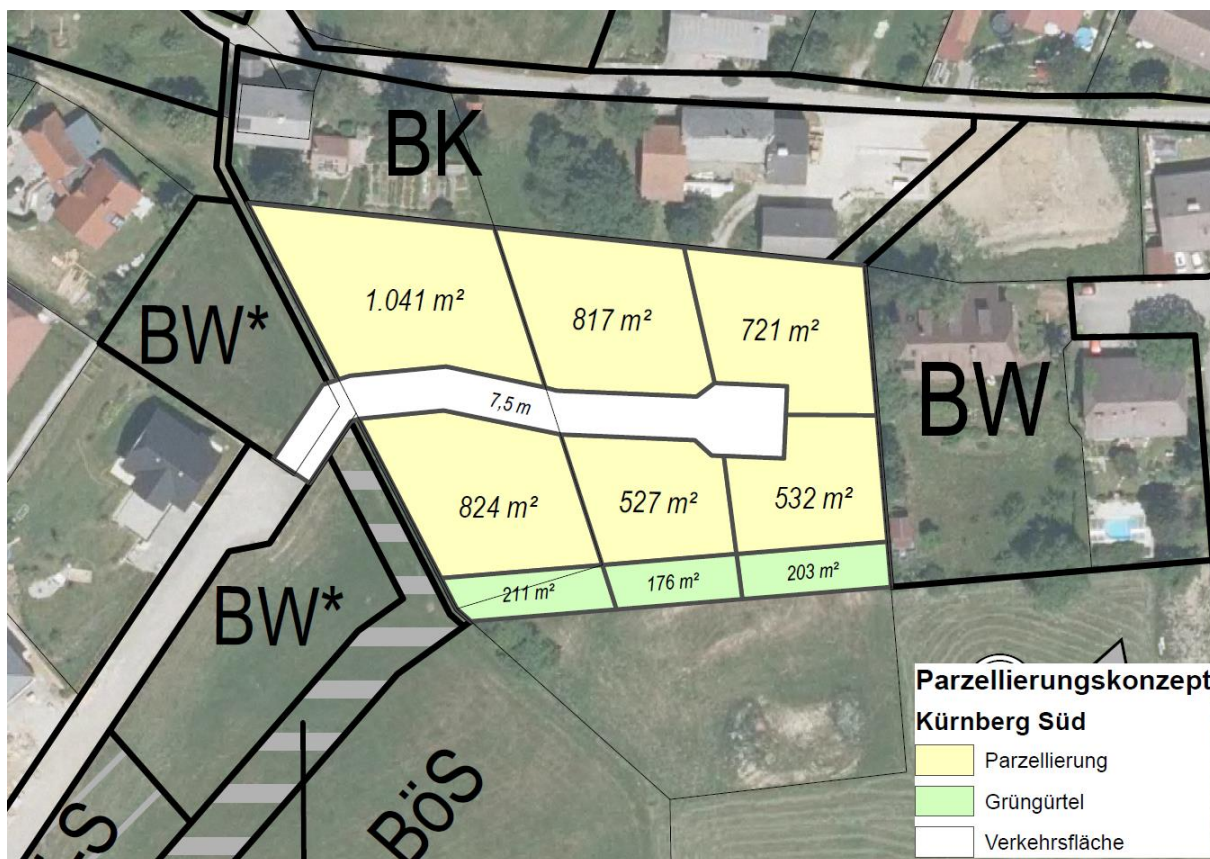 BK
1.041 m²
817 m²
721 m²
BW*
BW
7,5 m
824 m²
527 m²
532 m²
211 m²
176 m²
203 m²
BW*
BöS
Parzellierungskonzept
Kürnberg Süd
Parzellierung
Grüngürtel
Verkehrsfläche